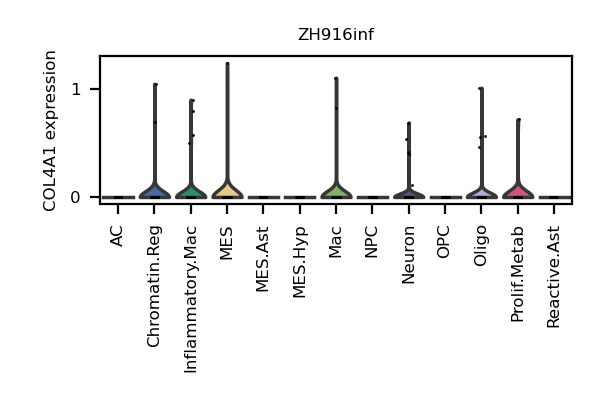 ZH916inf
COL4A1 expression
1
0
AC
Chromatin.Reg
Inflammatory.Mac
MES
MES.Ast
MES.Hyp
Mac
NPC
Neuron
OPC
Oligo
Prolif.Metab
Reactive.Ast